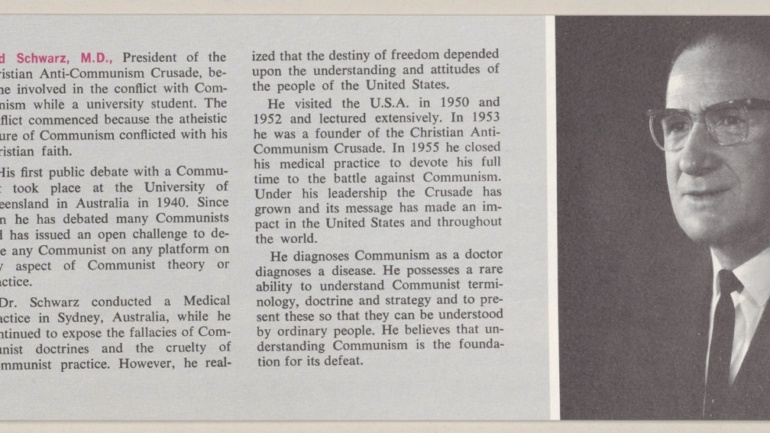 d Schwarz, M.D., President of the
ristian Anti-Communism Crusade, be-
me involved in the conflict with Com-
nism while a university student. The
nflict commenced because the atheistic
ure of Communism conflicted with his
ristian faith.
His first public debate with a Commu-
t took place at the University of
eensland in Australia in 1940. Since
n he has debated many Communists
d has issued an open challenge to de-
e any Communist on any platform on
y aspect of Communist theory or
actice.
Dr. Schwarz conducted a Medical
actice in Sydney, Australia, while he
ntinued to expose the fallacies of Com-
unist doctrines and the cruelty of
mmunist practice. However, he real-
ized that the destiny of freedom depended
upon the understanding and attitudes of
the people of the United States.
He visited the U.S.A. in 1950 and
1952 and lectured extensively. In 1953
he was a founder of the Christian Anti-
Communism Crusade. In 1955 he closed
his medical practice to devote his full
time to the battle against Communism.
Under his leadership the Crusade has
grown and its message has made an im-
pact in the United States and throughout
the world.
He diagnoses Communism as a doctor
diagnoses a disease. He possesses a rare
ability to understand Communist termi-
nology, doctrine and strategy and to pre-
sent these so that they can be understood
by ordinary people. He believes that un-
derstanding Communism is the founda-
tion for its defeat.